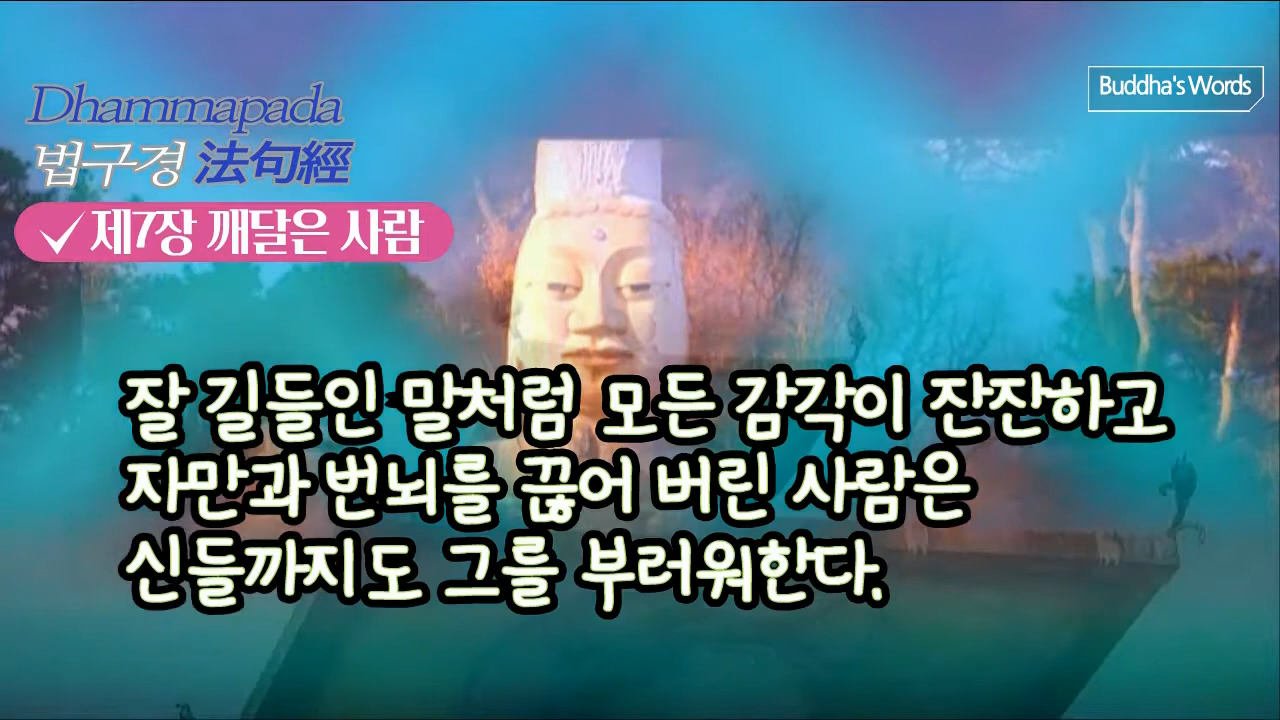 Dhammapada
법구경 法句經
제7장 깨달은 사람
Buddha's Words
잘 길들인 말처럼 모든 감각이 잔잔하고
자만과 번뇌를 끊어 버린 사람은
신들까지도 그를 부러워한다.